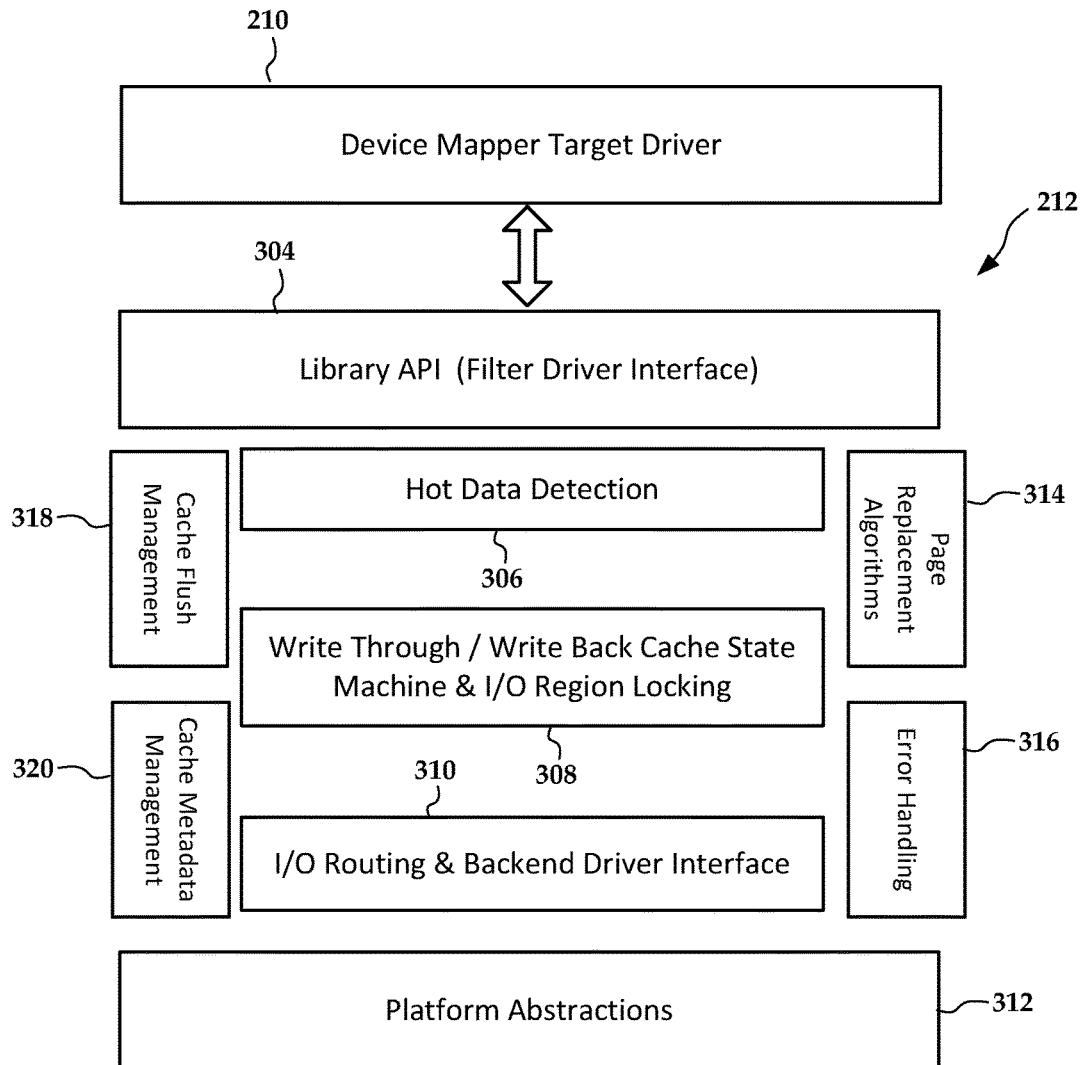 210
Device Mapper Target Driver
212
304
Library API (Filter Driver Interface)
318
Cache Flush
Management
Hot Data Detection
306
Page
Replacement
Algorithms
314
Write Through / Write Back Cache State
Machine & I/O Region Locking
308
320
Cache Metadata
Management
310
I/O Routing & Backend Driver Interface
Error Handling
316
Platform Abstractions
312